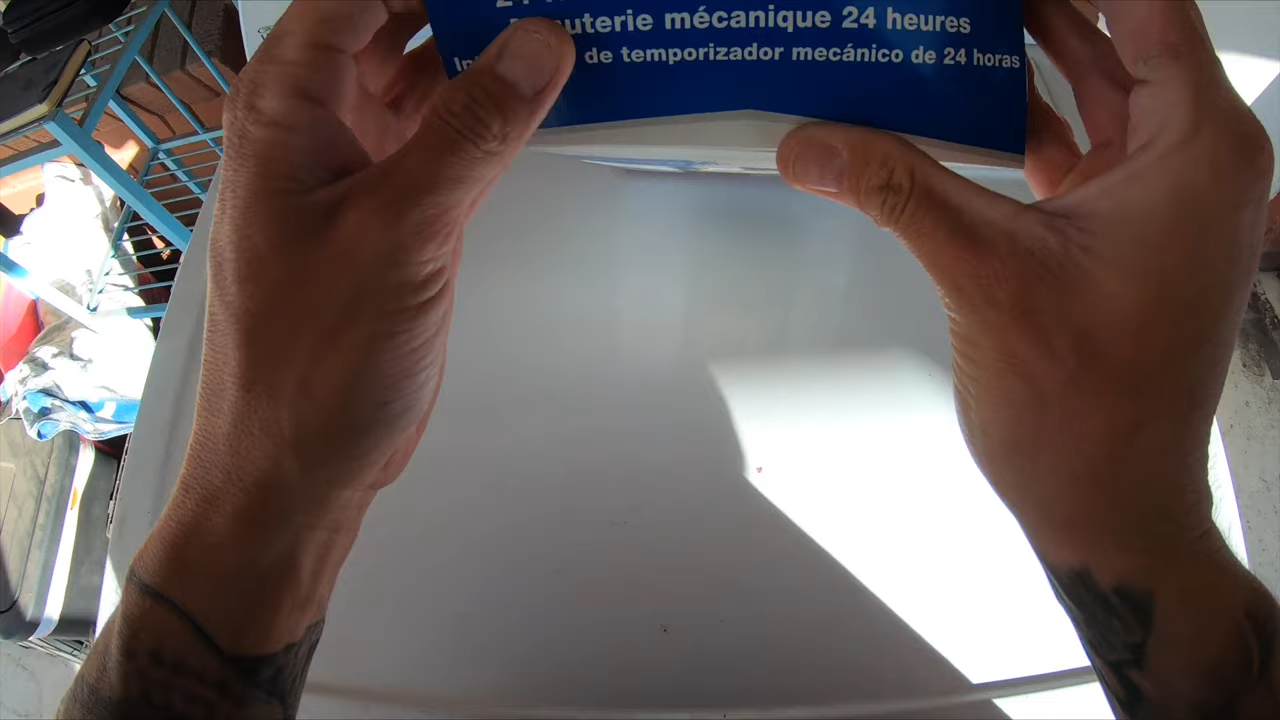 uterie mécanique 24 heures
de temporizador mecánico de 24 horas